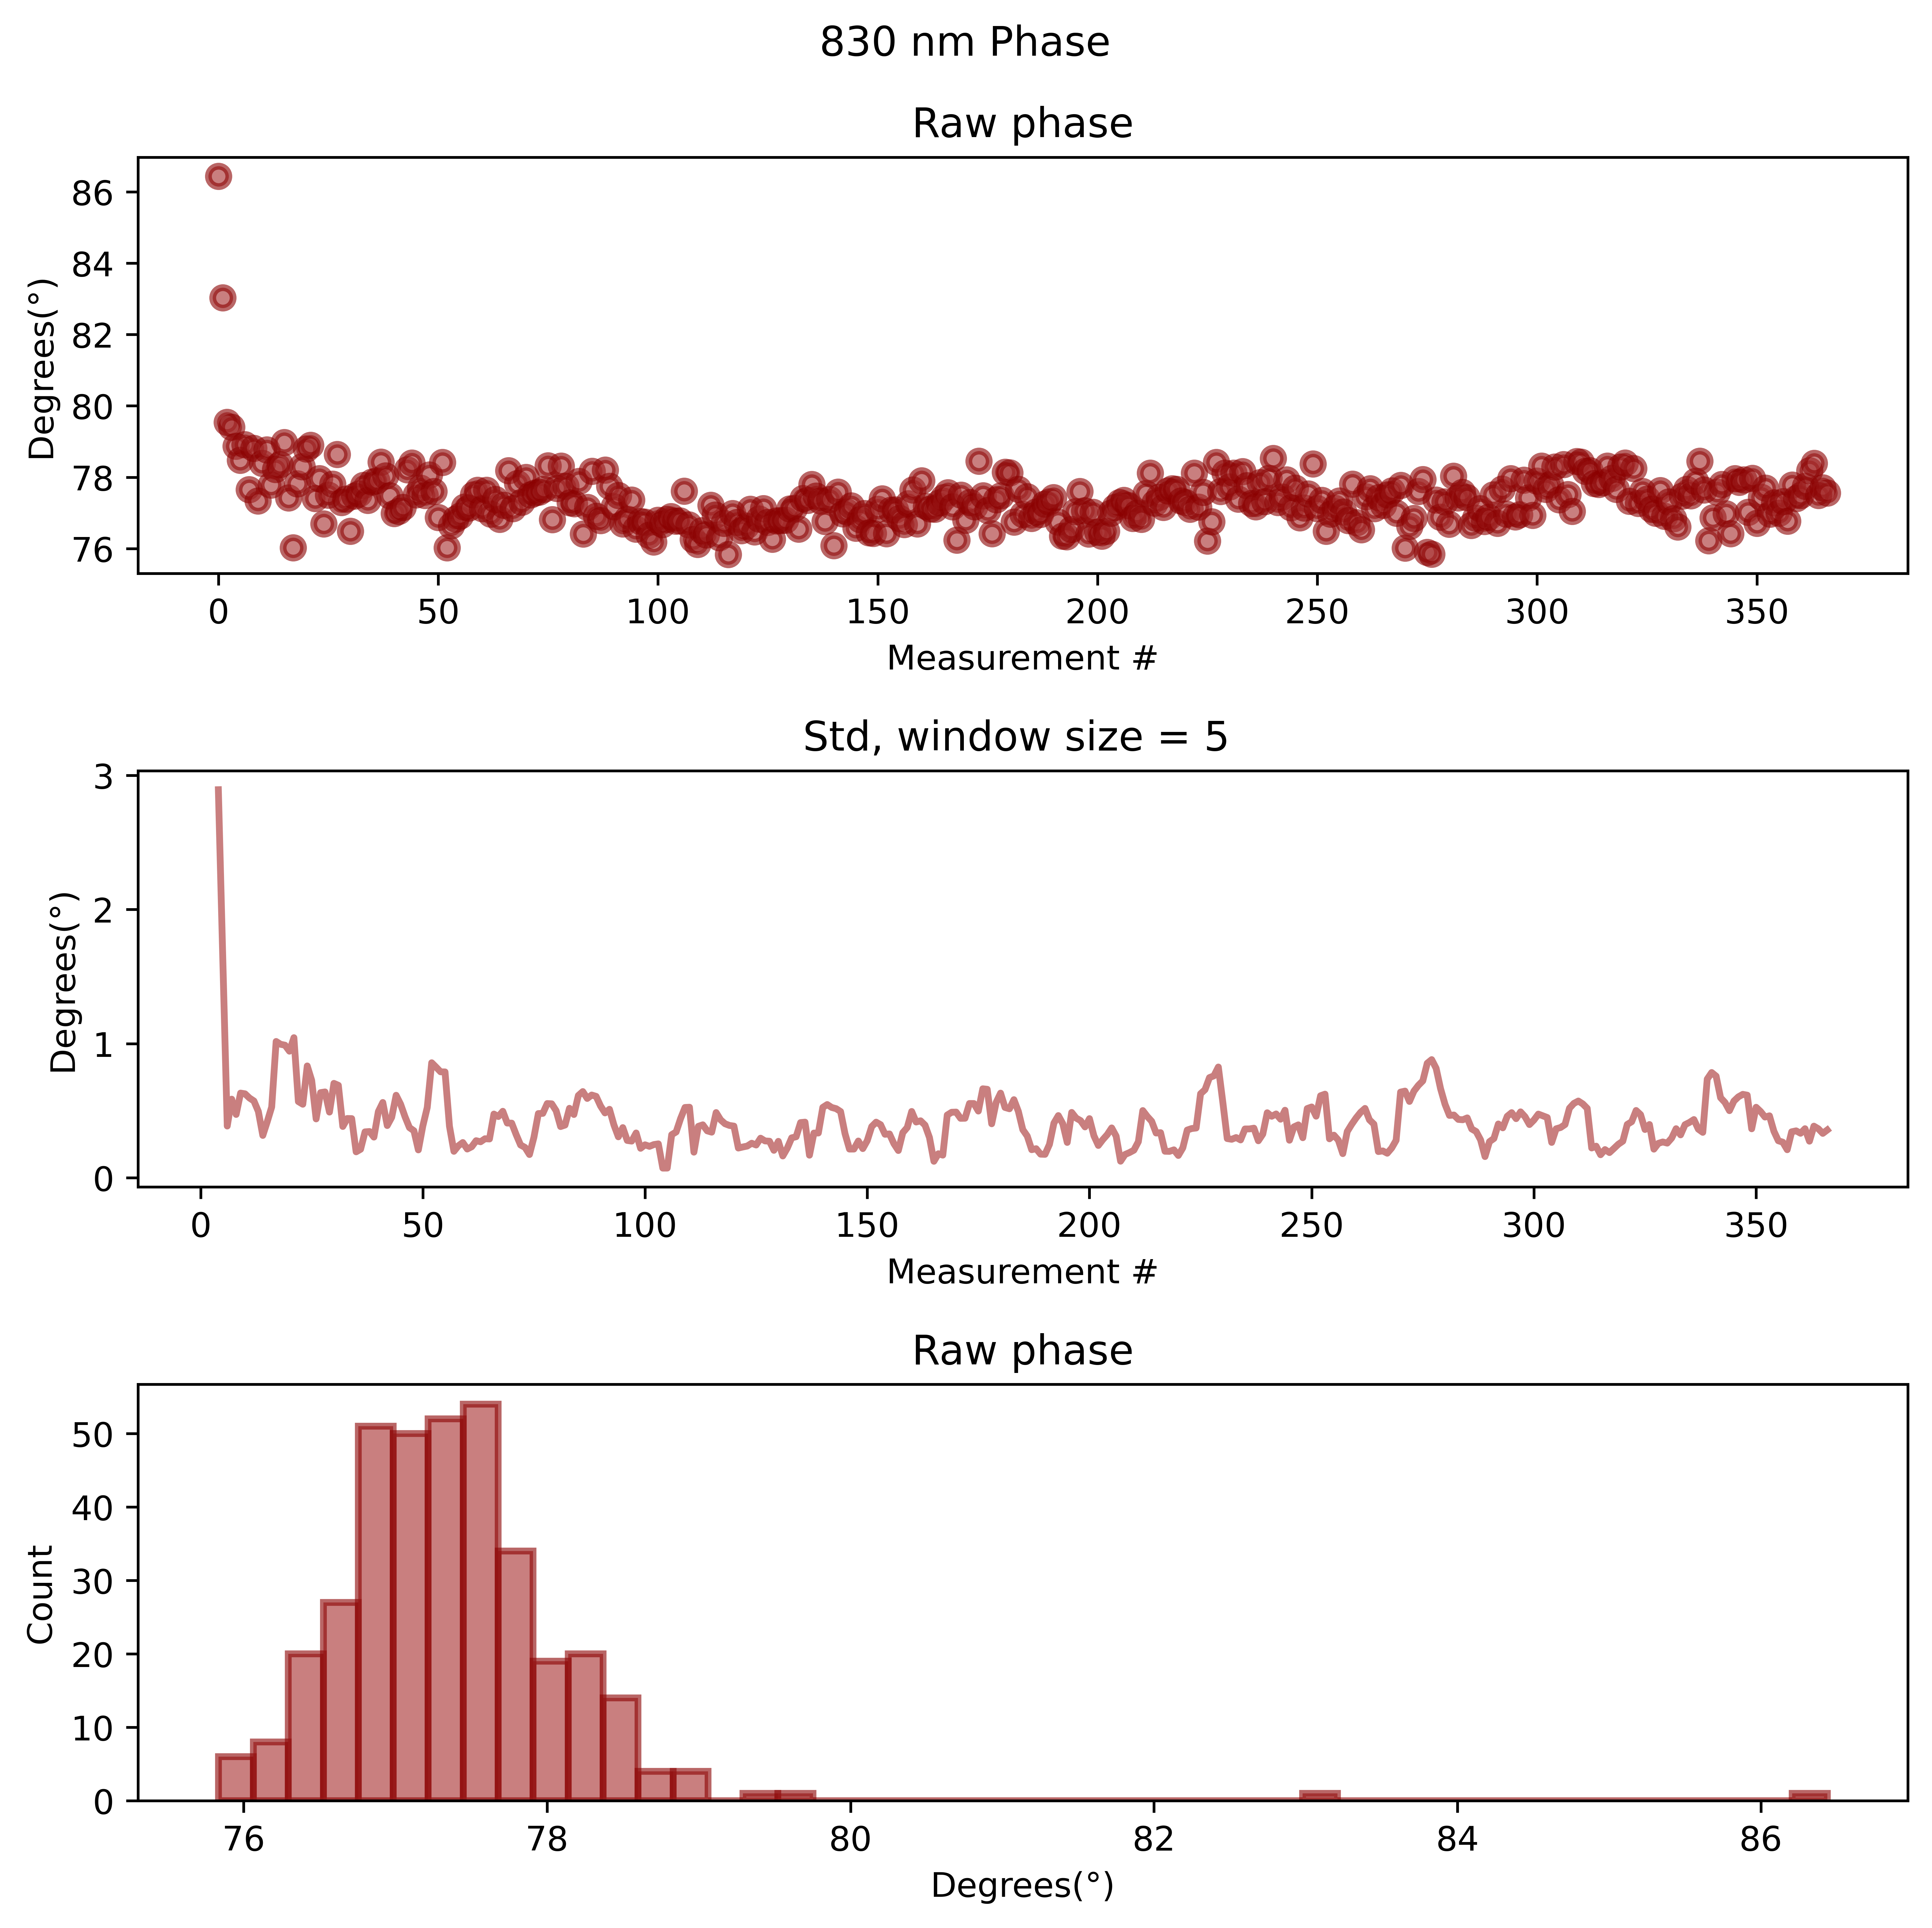 830 nm Phase
Raw phase
Degrees(°)
86
84
82
80
78
76
0 50 100 150 200 250 300 350
Measurement #
Std, window size = 5
Degrees(°)
3
2
1
0
0 50 100 150 200 250 300 350
Measurement #
Raw phase
Count
50
40
30
20
10
0
76 78 80 82 84 86
Degrees(°)